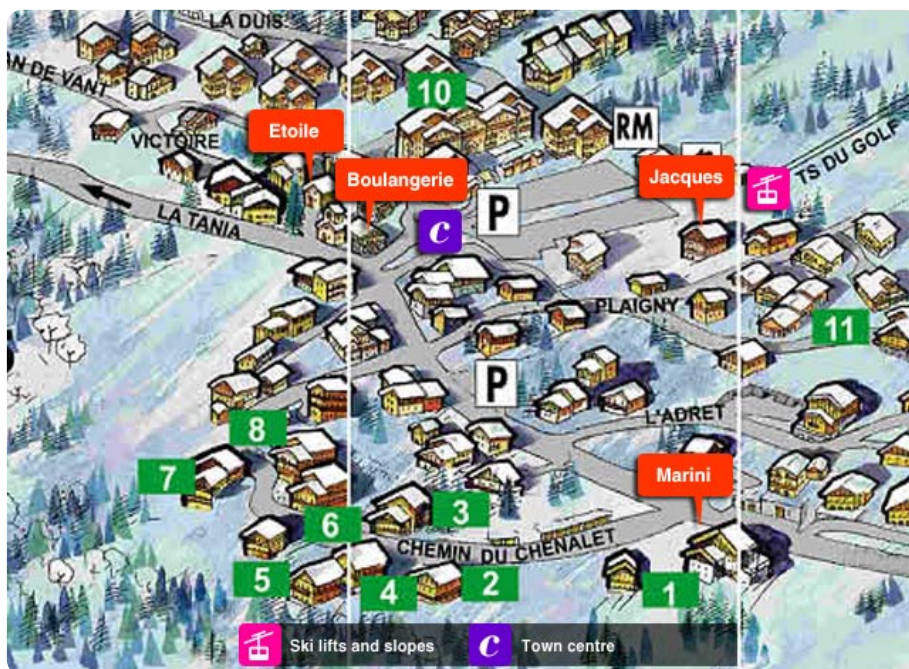 LA DUIS
AN DE VANT
10
RM
Etoile
VICTOIRE
Boulangerie
Jacques
TS DU GOLF
P
c
LA TANIA
PLAIGNY
11
P
L'ADRET
8
7
Marini
3
6
CHEMIN DU CHENALET
5
4
2
1
Ski lifts and slopes
c
Town centre